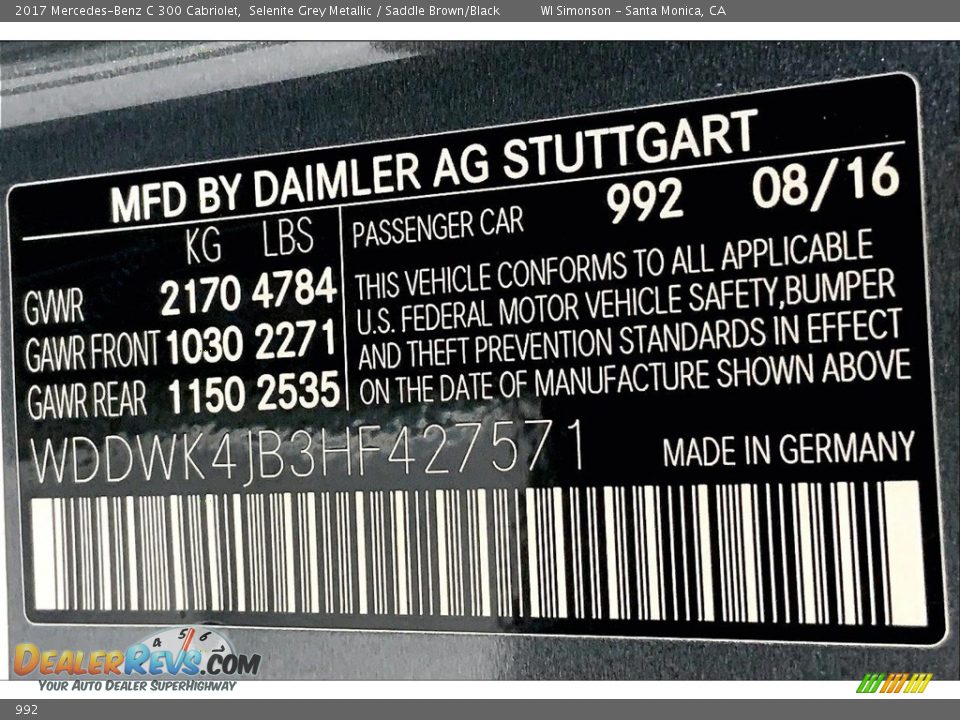 2017 Mercedes-Benz C 300 Cabriolet, Selenite Grey Metallic / Saddle Brown/Black WI Simonson - Santa Monica, CA
MFD BY DAIMLER AG STUTTGART
KG LBS
GVWR 2170 4784
GAWR FRONT 1030 2271
GAWR REAR 1150 2535
PASSENGER CAR 992 08/16
THIS VEHICLE CONFORMS TO ALL APPLICABLE
U.S. FEDERAL MOTOR VEHICLE SAFETY,BUMPER
AND THEFT PREVENTION STANDARDS IN EFFECT
ON THE DATE OF MANUFACTURE SHOWN ABOVE
WDDWK4JB3HF427571 MADE IN GERMANY
4 5 6
DEALERREVS.COM
YOUR AUTO DEALER SUPERHIGHWAY
992